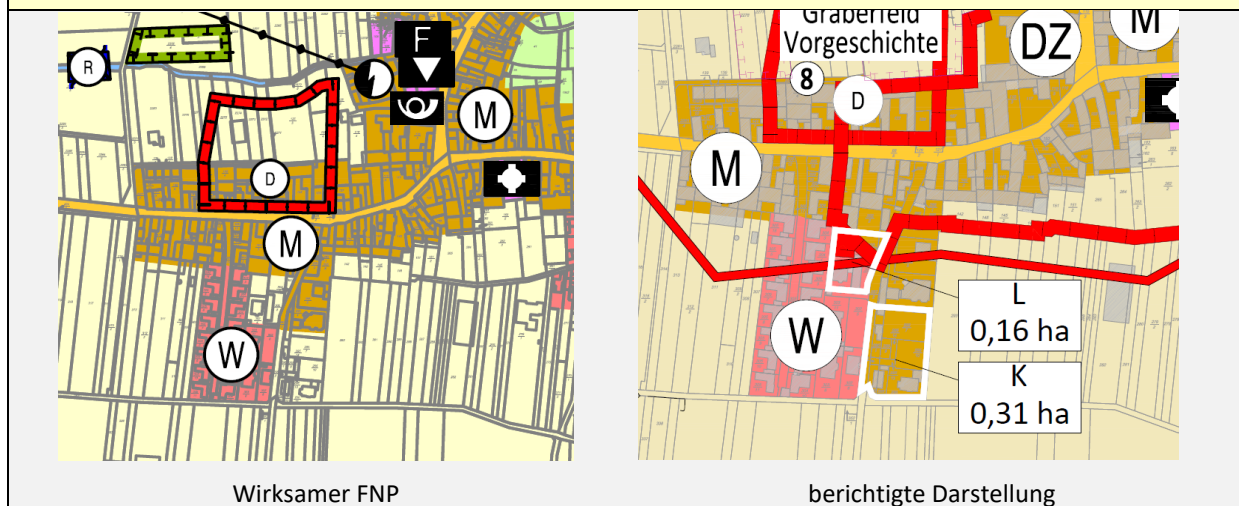 R
F
D
M
M
W
Wirksamer FNP
Gräberfeld
Vorgeschichte
8
D
DZ
M
M
W
L
0,16 ha
K
0,31 ha
berichtigte Darstellung